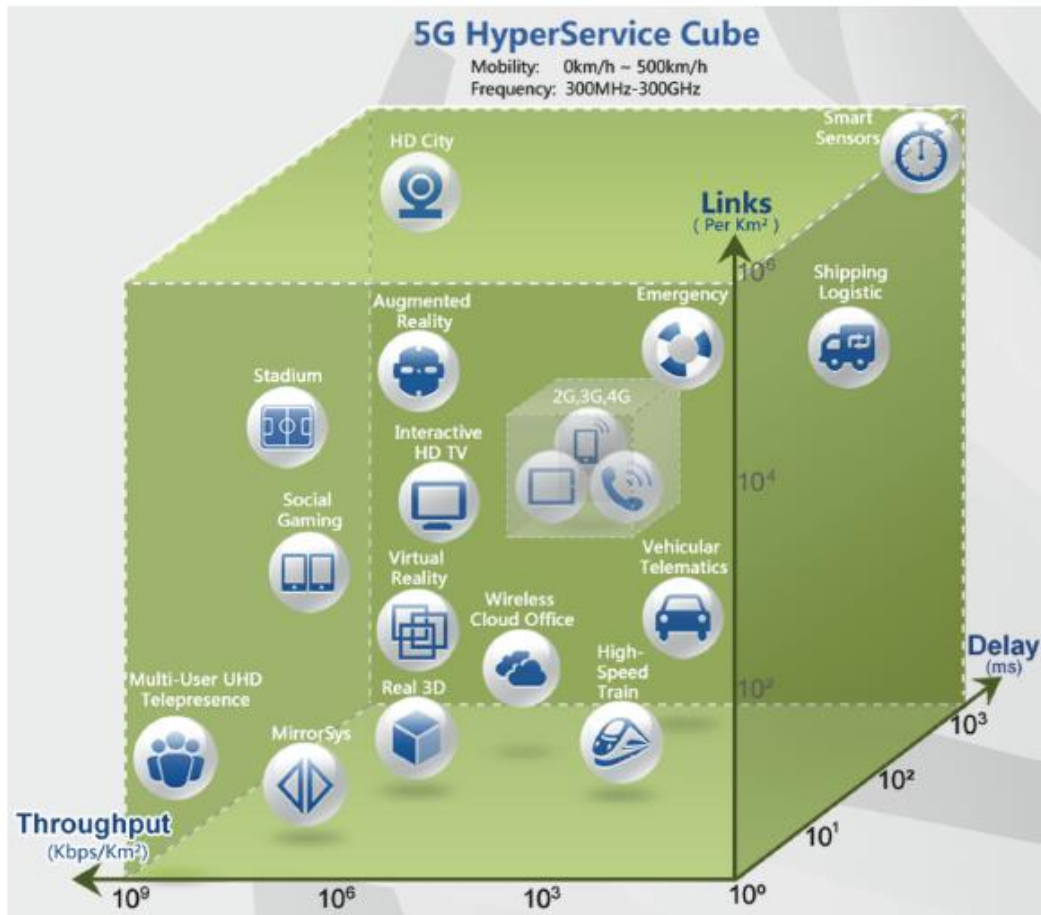 5G HyperService Cube
Mobility: 0km/h ~ 500km/h
Frequency: 300MHz-300GHz
HD City
Smart
Sensors
Links
( Per Km² )
10⁶
Shipping
Logistic
Emergency
Augmented
Reality
Stadium
2G,3G,4G
Interactive
HD TV
10⁴
Social
Gaming
Virtual
Reality
Wireless
Cloud Office
Vehicular
Telematics
High-
Speed
Train
Delay
(ms)
10²
Multi-User UHD
Telepresence
Real 3D
MirrorSys
10³
10²
10¹
Throughput
(Kbps/Km²)
10⁹
10⁶
10³
10⁰